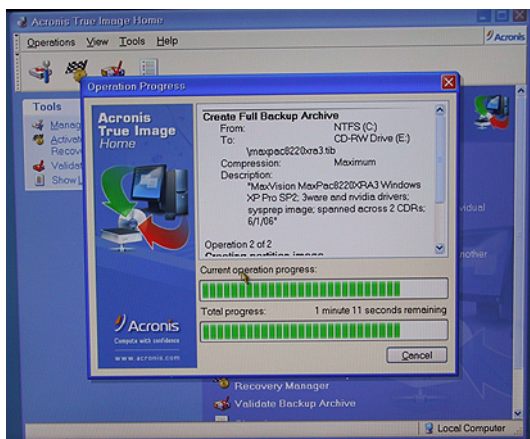 Acronis True Image Home
Operations View Tools Help
Acronis
Operation Progress
Tools
Manag
Activat
Recov
Validat
Show L
Acronis
True Image
Home
Create Full Backup Archive
From: NTFS (C:)
To: CD-RW Drive (E:)
\maxpac8220xra3.tib
Compression: Maximum
Description:
"MaxVision MaxPac8220XRA3 Windows
XP Pro SP2; 3ware and nvidia drivers;
sysprep image; spanned across 2 CDRs;
6/1/06"
Operation 2 of 2
Creating partition image
Current operation progress:
Total progress: 1 minute 11 seconds remaining
Acronis
Compute with confidence
www.acronis.com
Cancel
vidual
nother
Recovery Manager
Validate Backup Archive
Local Computer